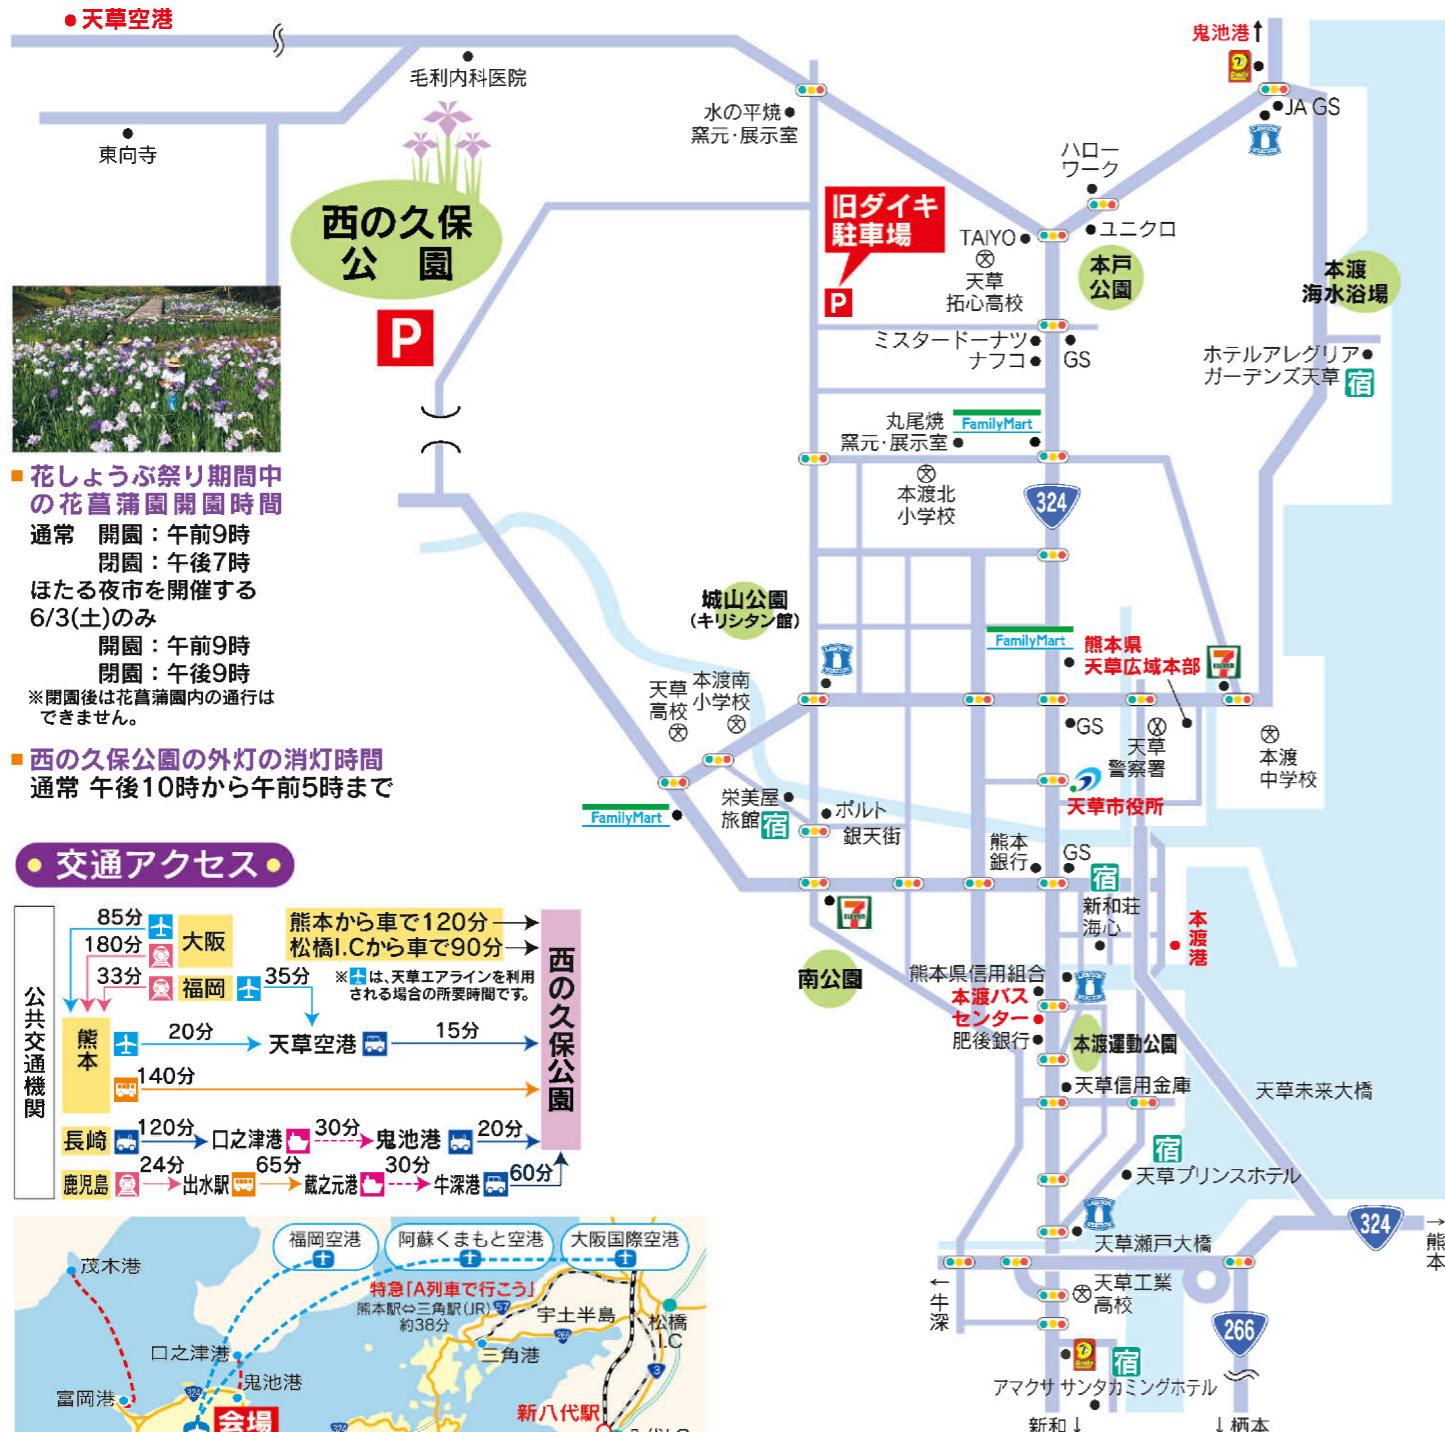 天草空港
毛利内科医院
東向寺
水の平焼
窯元・展示室
鬼池港↑
JA GS
ハロー
ワーク
ユニクロ
西の久保
公園
P
旧ダイキ
駐車場
P
TAIYO
天草
拓心高校
本戸
公園
本渡
海水浴場
ミスタードーナツ
ナフコ
GS
ホテルアレグリア
ガーデンズ天草
宿
丸尾焼
窯元・展示室
FamilyMart
本渡北
小学校
324
花しょうぶ祭り期間中
の花菖蒲園開園時間
通常 開園：午前9時
閉園：午後7時
ほたる夜市を開催する
6/3(土)のみ
開園：午前9時
閉園：午後9時
※閉園後は花菖蒲園内の通行は
できません。
西の久保公園の外灯の消灯時間
通常 午後10時から午前5時まで
城山公園
(キリシタン館)
FamilyMart
熊本県
天草広域本部
7
ELEVEN
天草
高校
本渡南
小学校
GS
天草
警察署
本渡
中学校
天草市役所
FamilyMart
栄美屋
旅館
宿
ポルト
銀天街
熊本
銀行
GS
宿
新和荘
海心
7
ELEVEN
本渡港
南公園
熊本県信用組合
本渡バス
センター
肥後銀行
本渡運動公園
天草信用金庫
天草未来大橋
宿
天草プリンスホテル
天草瀬戸大橋
324
→
熊本
←牛深
天草工業
高校
266
宿
アマクサ サンタカミングホテル
新和↓
↓栖本
交通アクセス
公共交通機関
85分
180分
大阪
33分
福岡
35分
熊本から車で120分
松橋I.Cから車で90分
※は、天草エアラインを利用
される場合の所要時間です。
熊本
20分
天草空港
15分
140分
西の久保公園
長崎
120分
口之津港
30分
鬼池港
20分
鹿児島
24分
出水駅
65分
蔵之元港
30分
牛深港
60分
福岡空港
阿蘇くまもと空港
大阪国際空港
茂木港
特急「A列車で行こう」
熊本駅⇔三角駅(JR)
約38分
57
宇土半島
266
松橋
I.C
三角港
3
口之津港
鬼池港
富岡港
324
会場
324
新八代駅